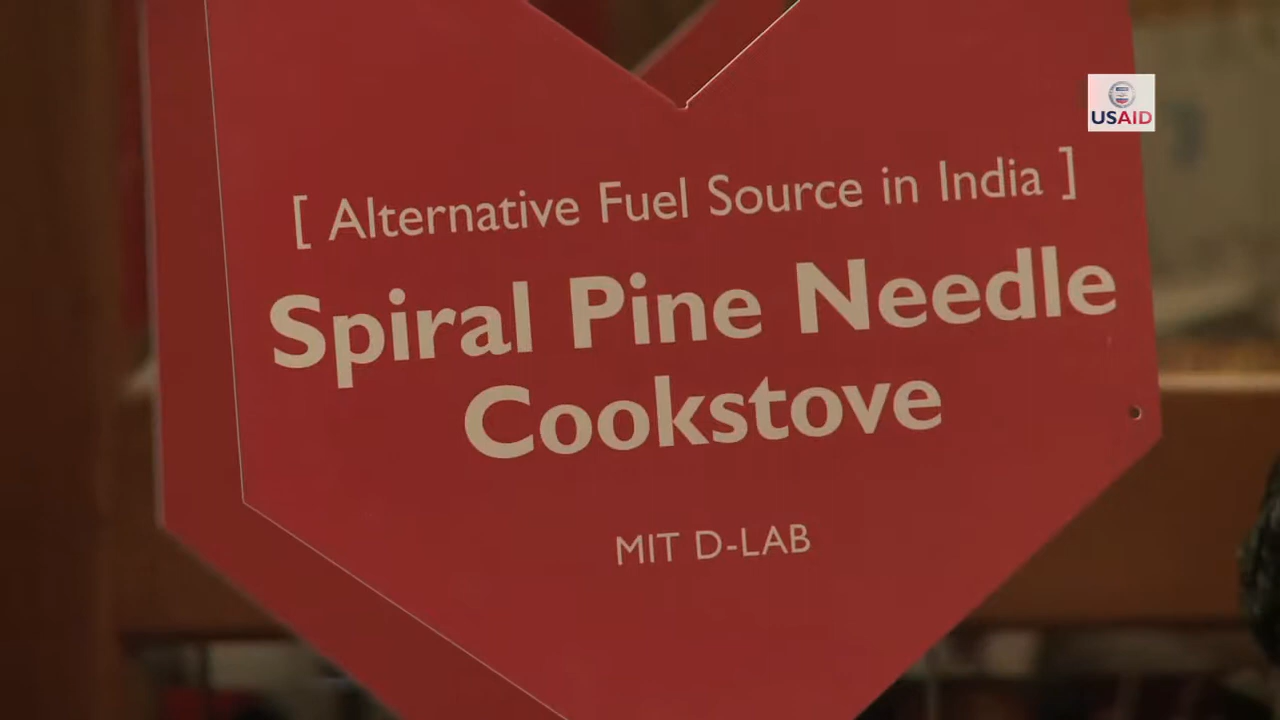 USAID
[ Alternative Fuel Source in India ]
Spiral Pine Needle
Cookstove
MIT D-LAB